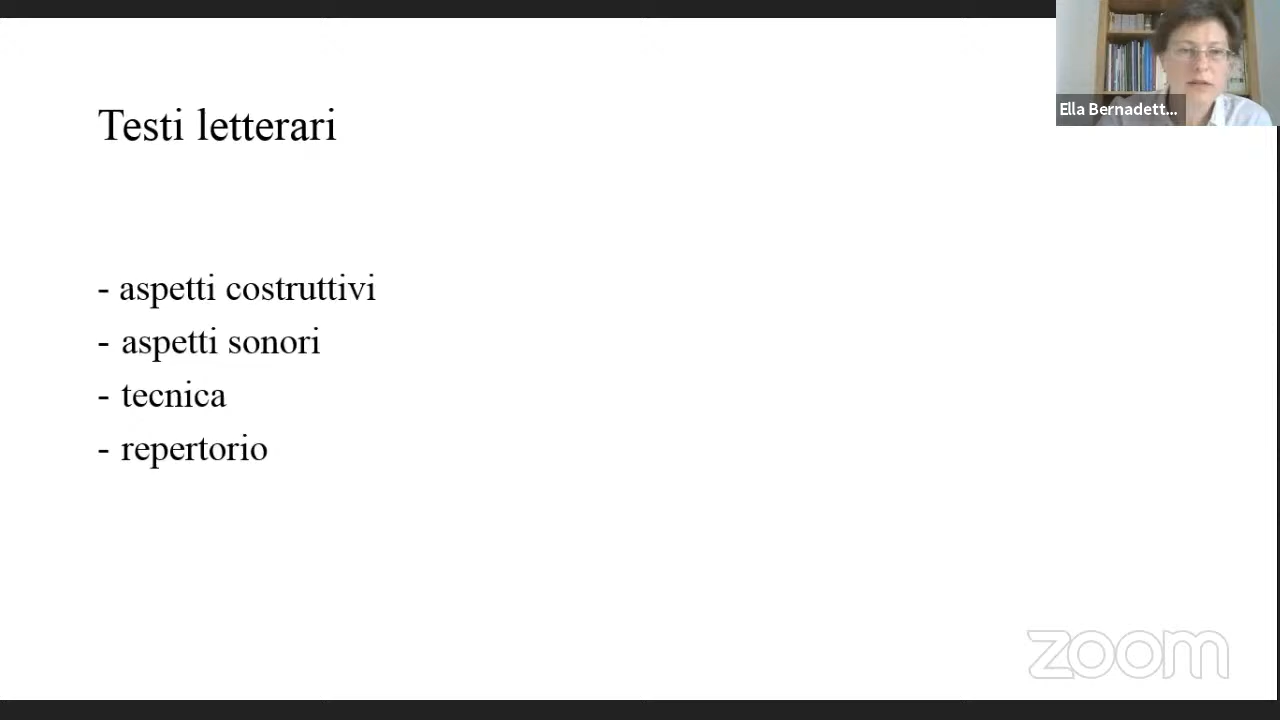 Testi letterari
- aspetti costruttivi
- aspetti sonori
- tecnica
- repertorio
Ella Bernadett...
zoom